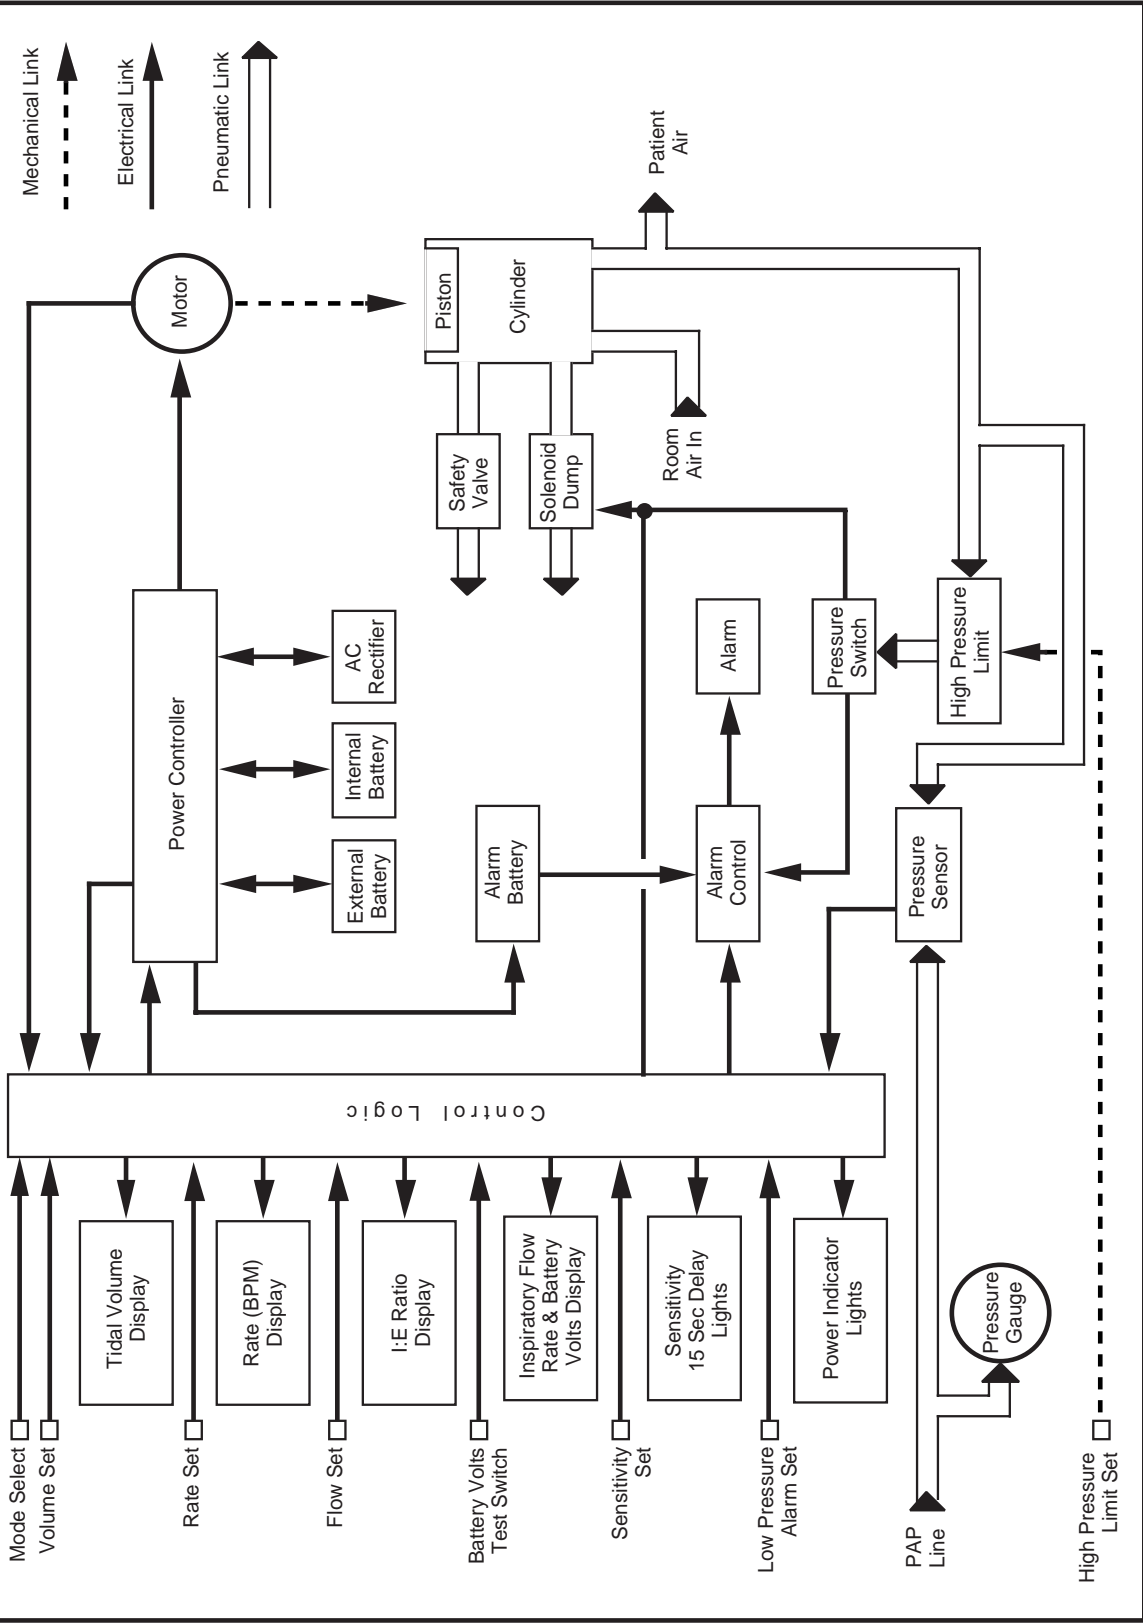 Mechanical Link
Electrical Link
Pneumatic Link
Motor
Piston
Cylinder
Patient
Air
Room
Air In
Safety
Valve
Solenoid
Dump
Power Controller
AC
Rectifier
Internal
Battery
External
Battery
Alarm
Battery
Alarm
Control
Alarm
Pressure
Switch
High Pressure
Limit
Pressure
Sensor
Control Logic
Tidal Volume
Display
Rate (BPM)
Display
I:E Ratio
Display
Inspiratory Flow
Rate & Battery
Volts Display
Sensitivity
15 Sec Delay
Lights
Power Indicator
Lights
Pressure
Gauge
Mode Select
Volume Set
Rate Set
Flow Set
Battery Volts
Test Switch
Sensitivity
Set
Low Pressure
Alarm Set
PAP
Line
High Pressure
Limit Set